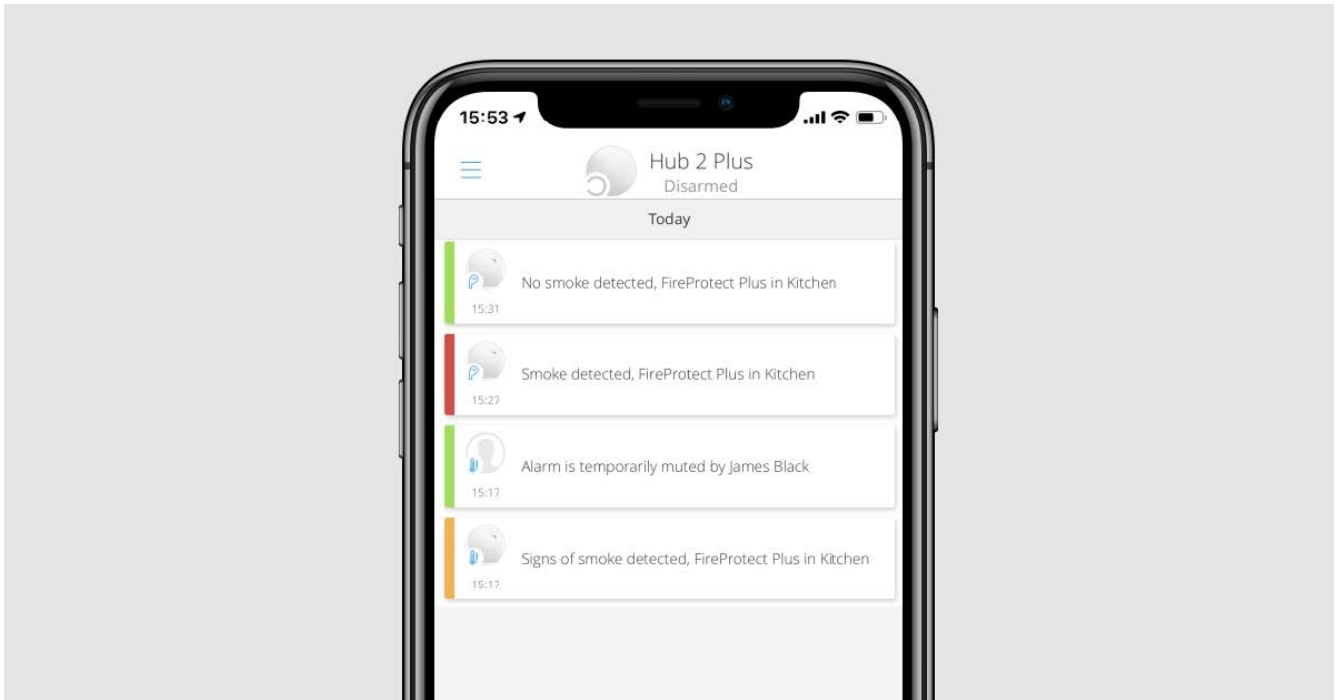 15:53
Hub 2 Plus
Disarmed
Today
No smoke detected, FireProtect Plus in Kitchen
15:31
Smoke detected, FireProtect Plus in Kitchen
15:27
Alarm is temporarily muted by James Black
15:17
Signs of smoke detected, FireProtect Plus in Kitchen
15:17